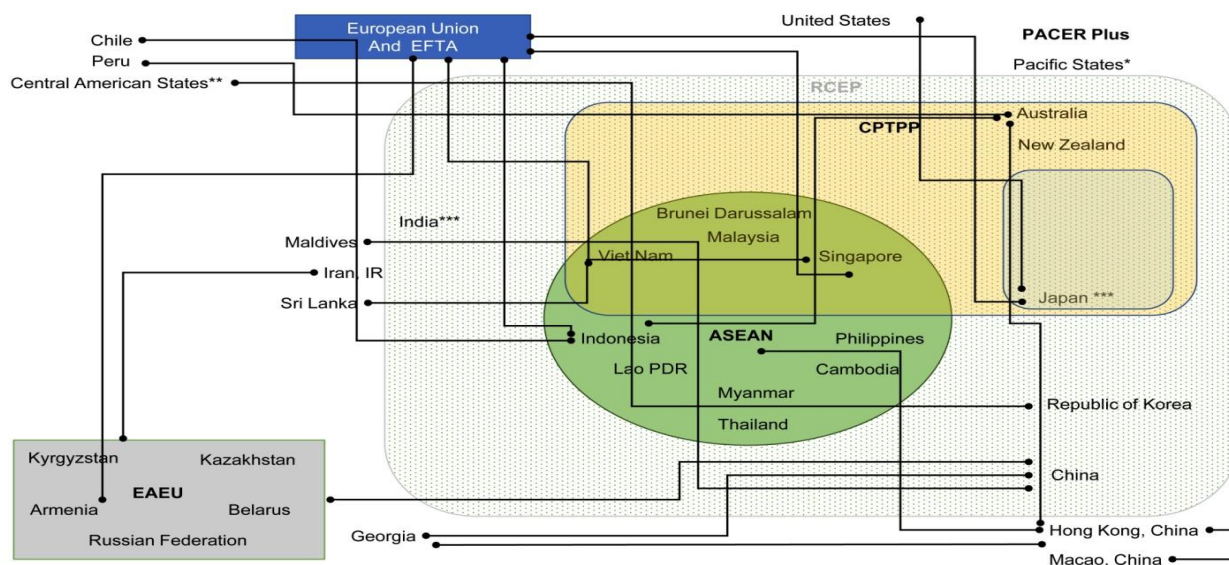 European Union
And EFTA
United States
Chile
Peru
Central American States**
PACER Plus
Pacific States*
RCEP
Australia
CPTPP
New Zealand
Brunei Darussalam
India***
Malaysia
Maldives
Viet Nam
Singapore
Iran, IR
Sri Lanka
Japan ***
Indonesia
ASEAN
Philippines
Lao PDR
Cambodia
Myanmar
Republic of Korea
Thailand
Kyrgyzstan
Kazakhstan
EAEU
China
Armenia
Belarus
Russian Federation
Georgia
Hong Kong, China
Macao, China